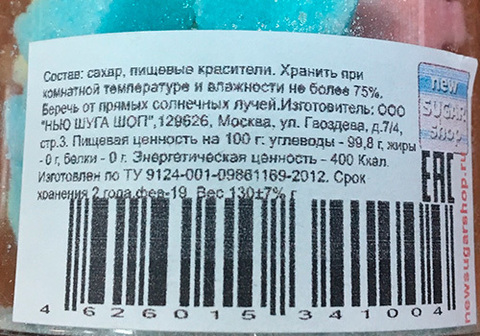 Состав: сахар, пищевые красители. Хранить при
комнатной температуре и влажности не более 75%.
Беречь от прямых солнечных лучей.Изготовитель: ООО
"НЬЮ ШУГА ШОП",129626, Москва, ул. Гвоздева, д.7/4,
стр.3. Пищевая ценность на 100 г: углеводы - 99,8 г, жиры
- 0 г, белки - 0 г. Энергетическая ценность - 400 Ккал.
Изготовлен по ТУ 9124-001-09861169-2012. Срок
хранения 2 года.фев-19. Вес 130±7% г
new
SUGAR
shop
EAC
newsugarshop.ru
4 626015 341004